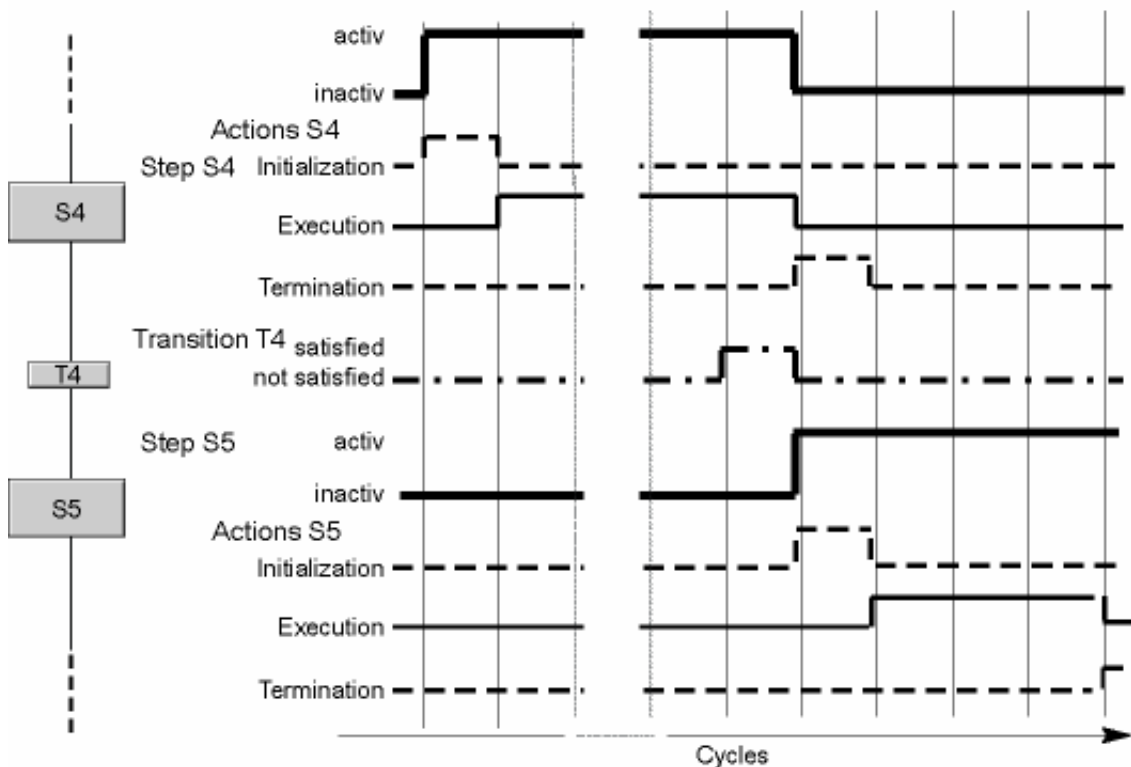 activ
inactiv
Actions S4
Step S4 Initialization
S4
Execution
Termination
Transition T4 satisfied
not satisfied
T4
Step S5 activ
inactiv
S5
Actions S5
Initialization
Execution
Termination
Cycles